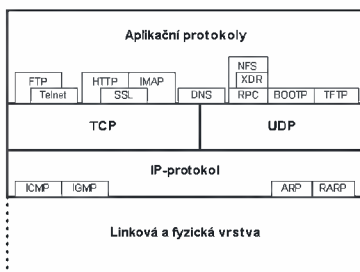 Aplikační protokoly
NFS
FTP HTTP IMAP XDR
Telnet SSL DNS RPC BOOTP TFTP
TCP UDP
IP-protokol
ICMP IGMP ARP RARP
Linková a fyzická vrstva